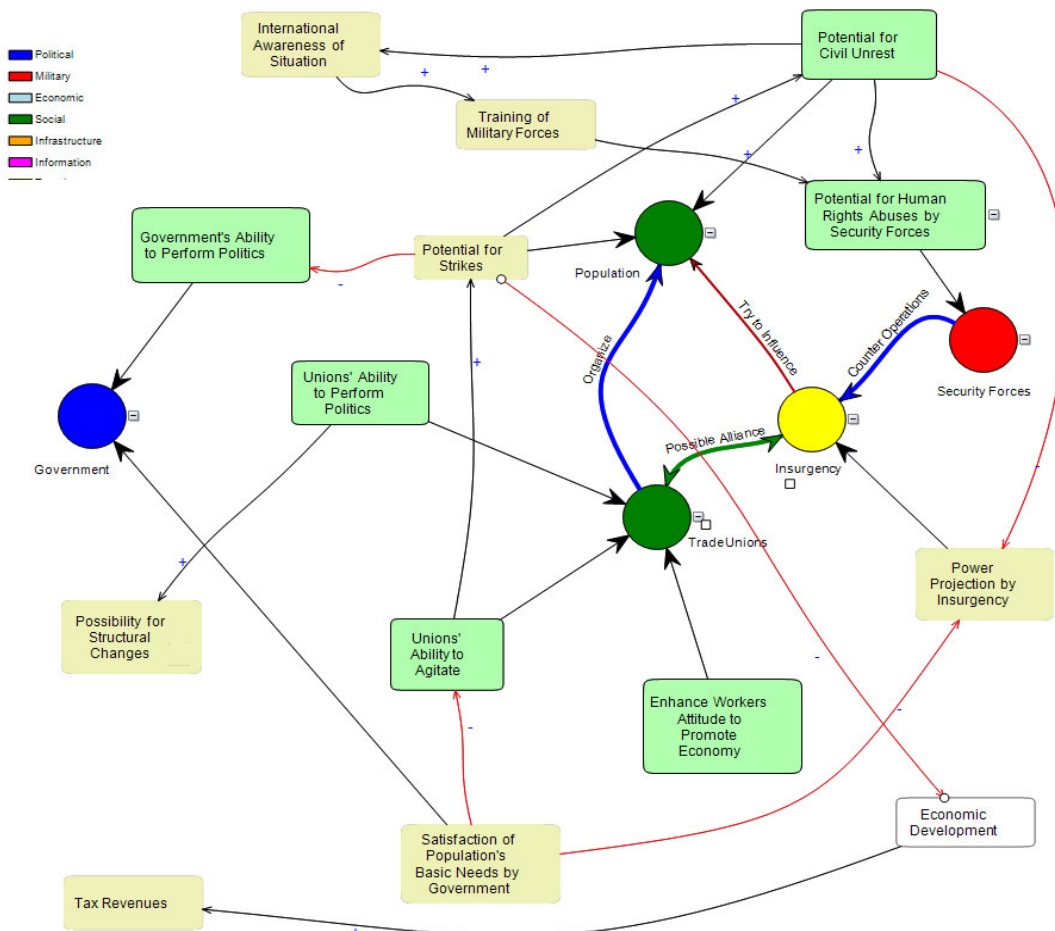 Political
Military
Economic
Social
Infrastructure
Information
International
Awareness of
Situation
Potential for
Civil Unrest
+
+
+
Training of
Military Forces
+
+
Potential for Human
Rights Abuses by
Security Forces
Government's Ability
to Perform Politics
-
Potential for
Strikes
Population
Organize
Try to Influence
Counter Operations
Security Forces
+
Unions' Ability
to Perform
Politics
Government
Possible Alliance
Insurgency
Trade Unions
-
+
Possibility for
Structural
Changes
Power
Projection by
Insurgency
Unions'
Ability to
Agitate
-
-
-
Enhance Workers
Attitude to
Promote
Economy
Satisfaction of
Population's
Basic Needs by
Government
Economic
Development
Tax Revenues